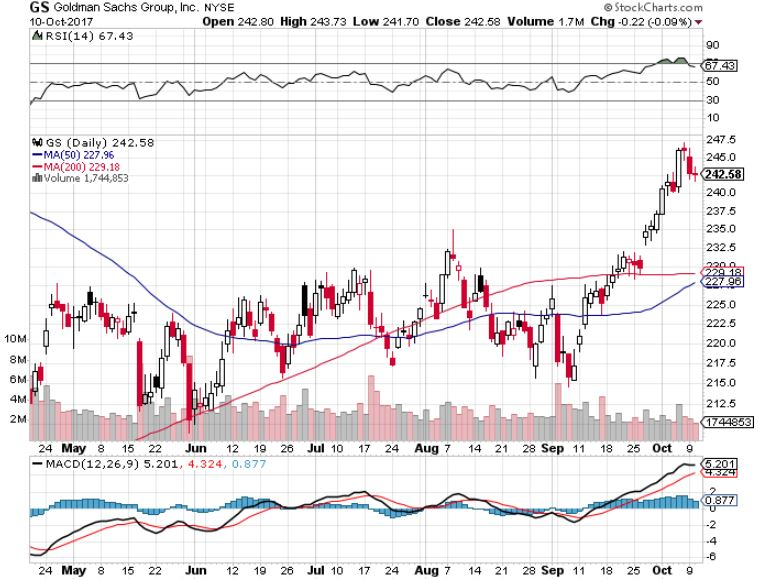 GS Goldman Sachs Group, Inc. NYSE © StockCharts.com
10-Oct-2017 Open 242.80 High 243.73 Low 241.70 Close 242.58 Volume 1.7M Chg -0.22 (-0.09%)
RSI(14) 67.43
90
67.43
50
30
10
GS (Daily) 242.58
MA(50) 227.96
MA(200) 229.18
Volume 1,744,853
247.5
245.0
242.58
240.0
237.5
235.0
232.5
229.18
227.96
225.0
222.5
220.0
217.5
215.0
212.5
1744853
10M
8M
6M
4M
2M
24 May 8 15 22 Jun 12 19 26 Jul 10 17 24 Aug 7 14 21 28 Sep 11 18 25 Oct 9
MACD(12,26,9) 5.201, 4.324, 0.877
5.201
4.324
2
0.877
0
-2
-4
-6
24 May 8 15 22 Jun 12 19 26 Jul 10 17 24 Aug 7 14 21 28 Sep 11 18 25 Oct 9